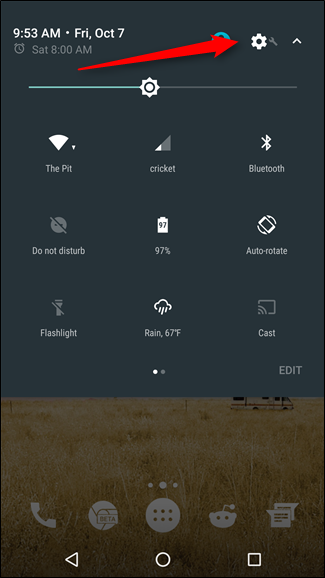 9:53 AM • Fri, Oct 7
Sat 8:00 AM
The Pit
cricket
Bluetooth
97
Do not disturb
97%
Auto-rotate
Flashlight
Rain, 67°F
Cast
EDIT
BETA